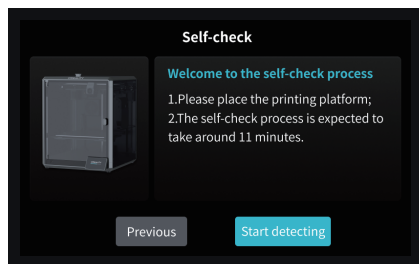 Self-check
Welcome to the self-check process
1.Please place the printing platform;
2.The self-check process is expected to
take around 11 minutes.
Previous
Start detecting